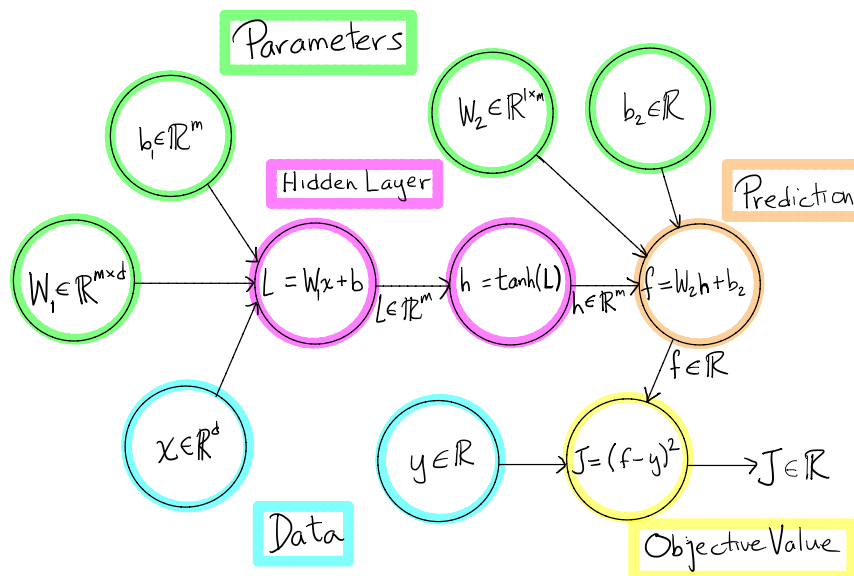 Parameters
b₁∈ℝᵐ
W₂∈ℝ¹ˣᵐ
b₂∈ℝ
Hidden Layer
Prediction
W₁∈ℝᵐˣᵈ
L = W₁x+b
L∈ℝᵐ
h = tanh(L)
h∈ℝᵐ
f = W₂h+b₂
f∈ℝ
x∈ℝᵈ
y∈ℝ
J=(f-y)²
J∈ℝ
Data
Objective Value